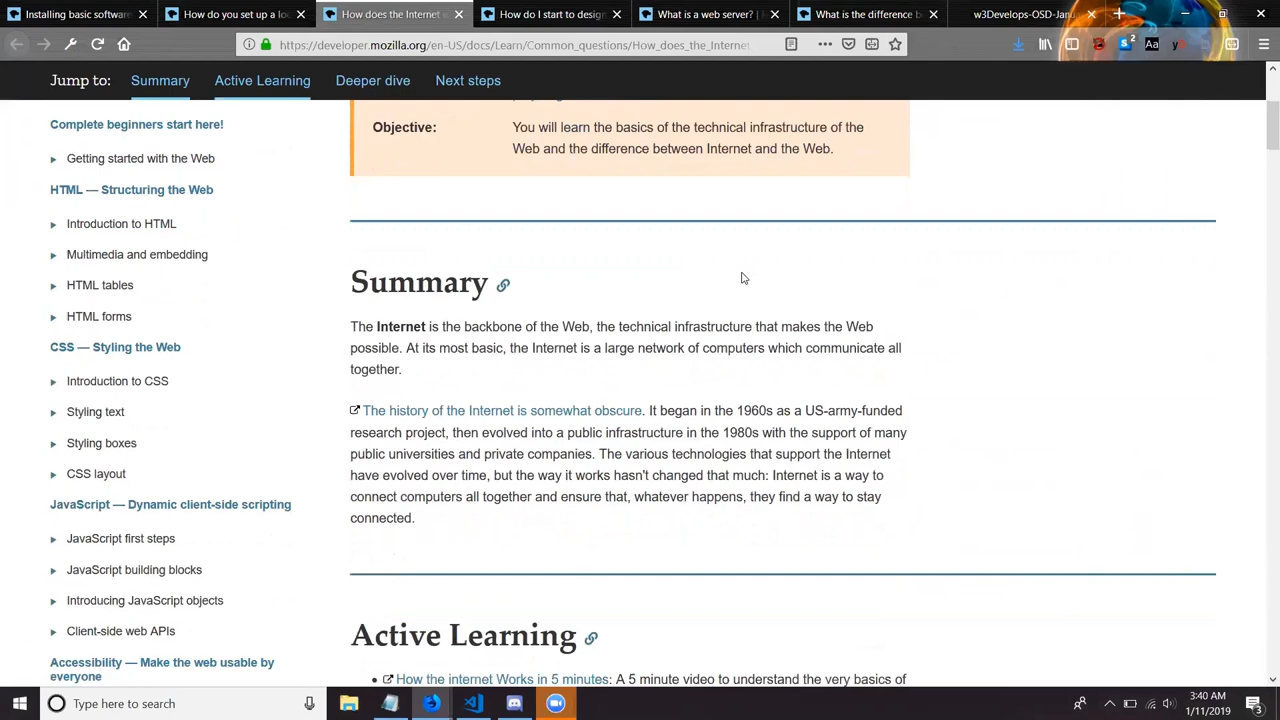 Installing basic software
How do you set up a loc
How does the Internet
How do I start to design
What is a web server? | M
What is the difference b
w3Develops-OSD-Janu
https://developer.mozilla.org/en-US/docs/Learn/Common_questions/How_does_the_Internet
2
Aa
Jump to:
Summary
Active Learning
Deeper dive
Next steps
Complete beginners start here!
Getting started with the Web
HTML — Structuring the Web
Introduction to HTML
Multimedia and embedding
HTML tables
HTML forms
CSS — Styling the Web
Introduction to CSS
Styling text
Styling boxes
CSS layout
JavaScript — Dynamic client-side scripting
JavaScript first steps
JavaScript building blocks
Introducing JavaScript objects
Client-side web APIs
Accessibility — Make the web usable by
everyone
Objective:
You will learn the basics of the technical infrastructure of the
Web and the difference between Internet and the Web.
Summary
The Internet is the backbone of the Web, the technical infrastructure that makes the Web
possible. At its most basic, the Internet is a large network of computers which communicate all
together.
The history of the Internet is somewhat obscure. It began in the 1960s as a US-army-funded
research project, then evolved into a public infrastructure in the 1980s with the support of many
public universities and private companies. The various technologies that support the Internet
have evolved over time, but the way it works hasn't changed that much: Internet is a way to
connect computers all together and ensure that, whatever happens, they find a way to stay
connected.
Active Learning
How the internet Works in 5 minutes: A 5 minute video to understand the very basics of
Type here to search
3:40 AM
1/11/2019
3